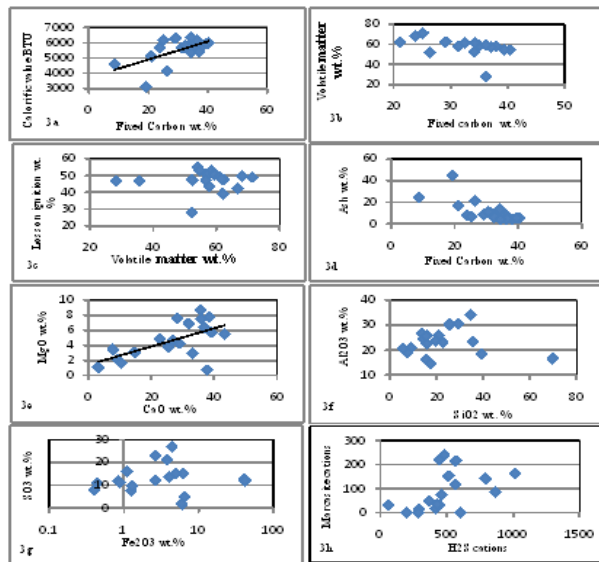 Calorific value BTU
7000
6000
5000
4000
3000
0 20 40 60
3a Fixed Carbon wt.%
Volatile matter wt.%
80
60
40
20
0
20 30 40 50
3b Fixed carbon wt.%
Loss on ignition wt. %
60
50
40
30
20
20 40 60 80
3c Volatile matter wt.%
Ash wt.%
60
40
20
0
0 20 40 60
3d Fixed Carbon wt.%
MgO wt.%
10
8
6
4
2
0
0 20 40 60
3e CaO wt.%
Al2O3 wt.%
40
30
20
10
0 20 40 60 80
3f SiO2 wt.%
SO3 wt.%
30
20
10
0
0.1 1 10 100
3g Fe2O3 wt.%
300
200
100
0
0 500 1000 1500
3h H2S cations